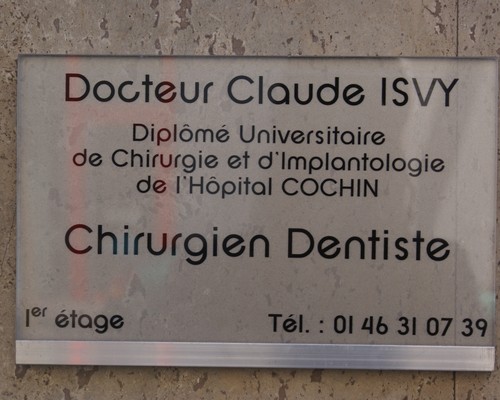 Docteur Claude ISVY
Diplômé Universitaire
de Chirurgie et d'Implantologie
de l'Hôpital COCHIN
Chirurgien Dentiste
1er étage
Tél. : 01 46 31 07 39